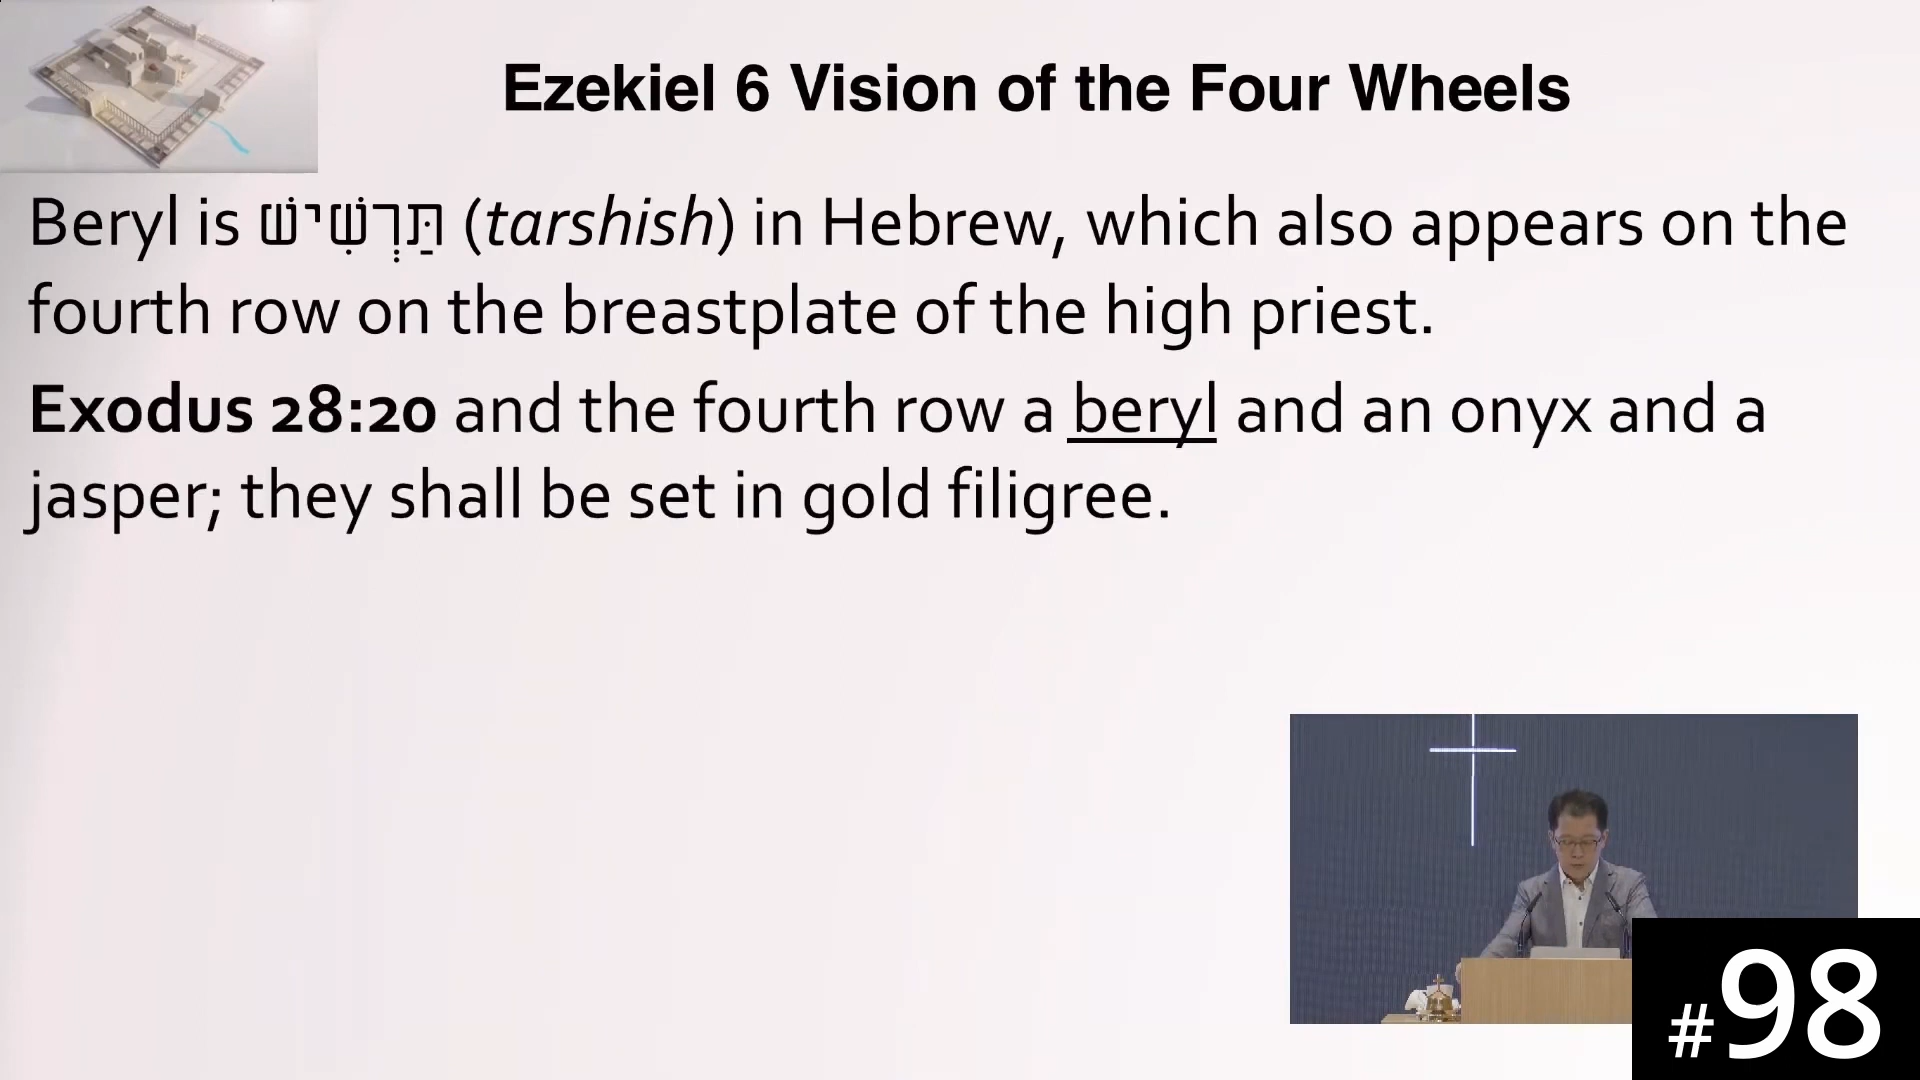 Ezekiel 6 Vision of the Four Wheels
Beryl is תַּרְשִׁישׁ (tarshish) in Hebrew, which also appears on the
fourth row on the breastplate of the high priest.
Exodus 28:20 and the fourth row a beryl and an onyx and a
jasper; they shall be set in gold filigree.
#98